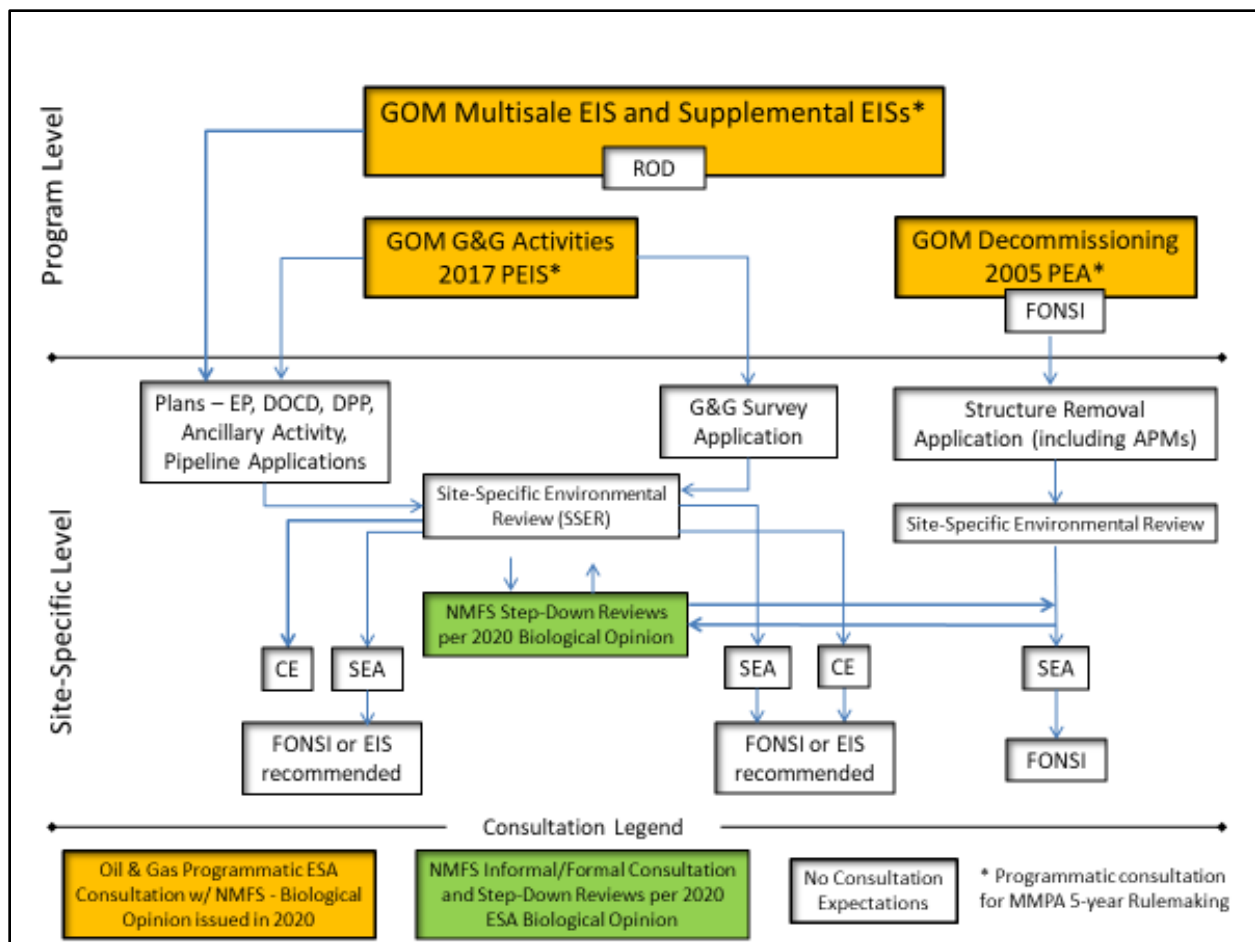 Program Level
GOM Multisale EIS and Supplemental EISs*
ROD
GOM G&G Activities
2017 PEIS*
GOM Decommissioning
2005 PEA*
FONSI
Site-Specific Level
Plans – EP, DOCD, DPP,
Ancillary Activity,
Pipeline Applications
G&G Survey
Application
Structure Removal
Application (including APMs)
Site-Specific Environmental
Review (SSER)
Site-Specific Environmental Review
NMFS Step-Down Reviews
per 2020 Biological Opinion
CE
SEA
SEA
CE
SEA
FONSI or EIS
recommended
FONSI or EIS
recommended
FONSI
Consultation Legend
Oil & Gas Programmatic ESA
Consultation w/ NMFS - Biological
Opinion issued in 2020
NMFS Informal/Formal Consultation
and Step-Down Reviews per 2020
ESA Biological Opinion
No Consultation
Expectations
* Programmatic consultation
for MMPA 5-year Rulemaking